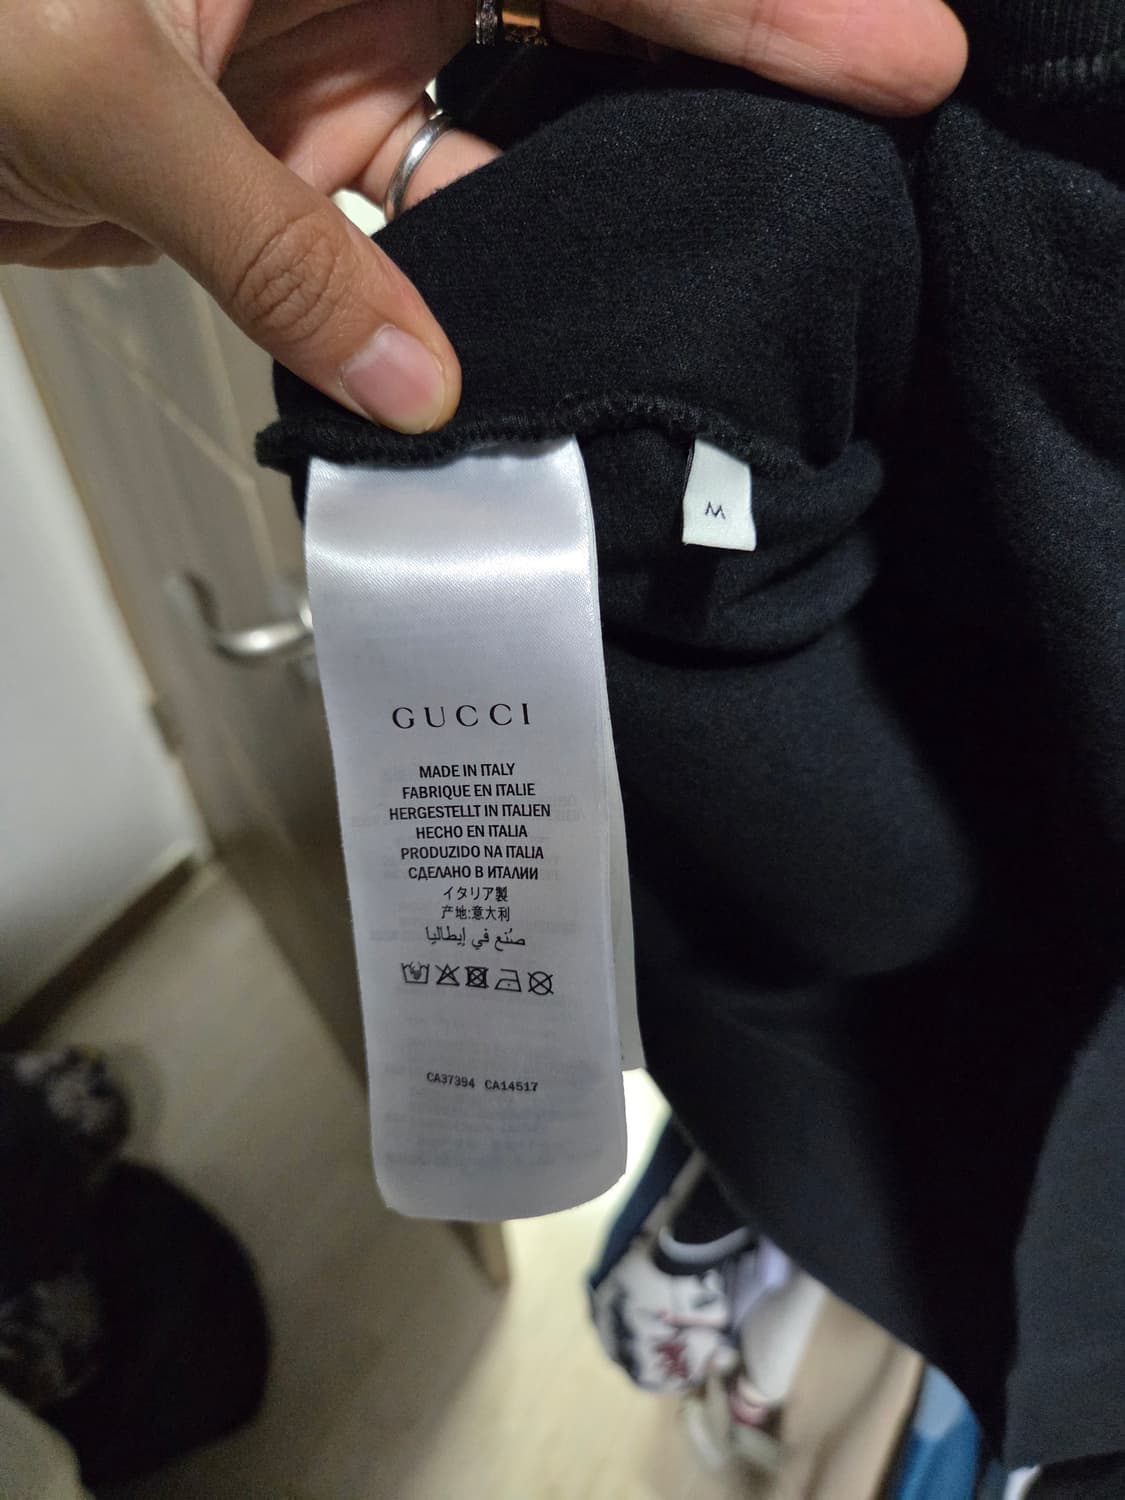 M
GUCCI
MADE IN ITALY
FABRIQUE EN ITALIE
HERGESTELLT IN ITALIEN
HECHO EN ITALIA
PRODUZIDO NA ITALIA
СДЕЛАНО В ИТАЛИИ
イタリア製
产地:意大利
صُنع في إيطاليا
CA37394 CA14517